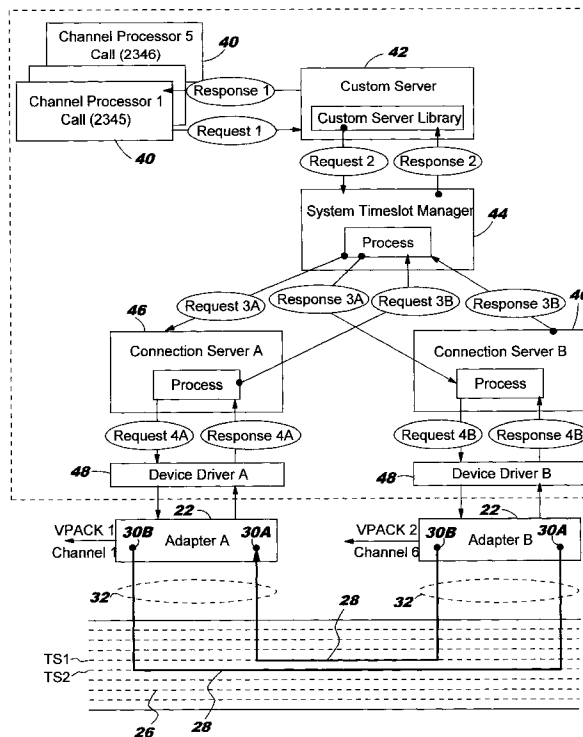 Channel Processor 5
Call (2346)
40
Channel Processor 1
Call (2345)
40
Response 1
Request 1
42
Custom Server
Custom Server Library
Request 2
Response 2
System Timeslot Manager
44
Process
Request 3A
Response 3A
Request 3B
Response 3B
46
Connection Server A
Process
46
Connection Server B
Process
Request 4A
Response 4A
Request 4B
Response 4B
48
Device Driver A
48
Device Driver B
VPACK 1
Channel 1
22
30B
Adapter A
30A
VPACK 2
Channel 6
22
30B
Adapter B
30A
32
32
28
TS1
TS2
28
26